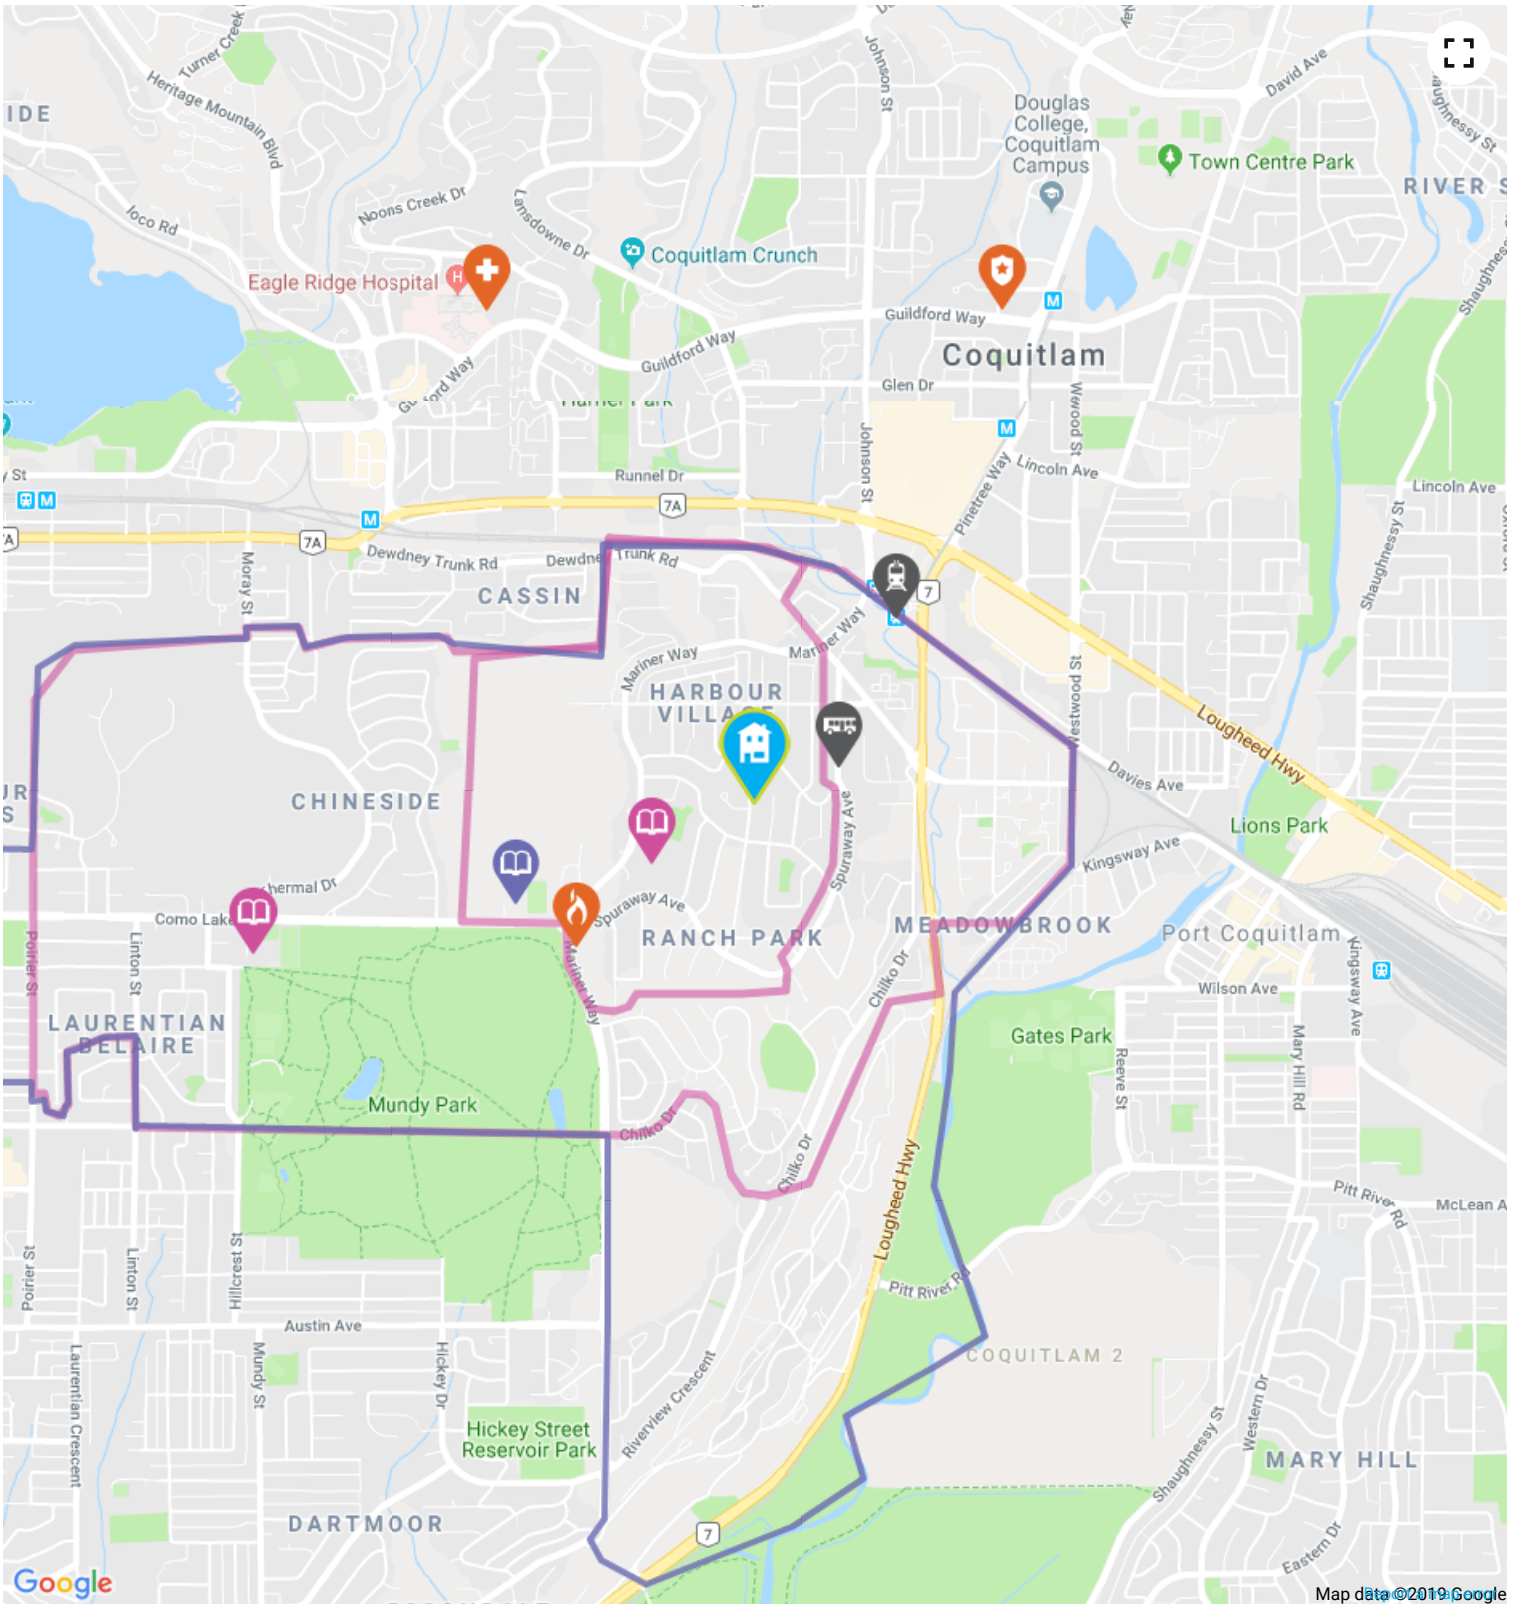 Turner Creek
Johnson St
David Ave
Heritage Mountain Blvd
Douglas
College,
Coquitlam
Campus
Town Centre Park
Noons Creek Dr
Lansdowne Dr
Ioco Rd
Coquitlam Crunch
Eagle Ridge Hospital
H
M
Guildford Way
Guildford Way
Coquitlam
Glen Dr
Shaughnessy St
M
Johnson St
Lincoln Ave
Runnel Dr
Pinetree Way
Lincoln Ave
M
7A
M
7A
Dewdney Trunk Rd
Dewdney Trunk Rd
Moray St
CASSIN
7
Shaughnessy St
Mariner Way
Mariner Way
HARBOUR
VILLAGE
Westwood St
Lougheed Hwy
Davies Ave
CHINESIDE
Spuraway Ave
Lions Park
Kingsway Ave
Como Lake
Spuraway Ave
RANCH PARK
MEADOWBROOK
Port Coquitlam
Poirier St
Linton St
Mariner Way
Chilko Dr
Wilson Ave
Kingsway Ave
LAURENTIAN
BELAIRE
Gates Park
Reeve St
Mary Hill Rd
Mundy Park
Chilko Dr
Chilko Dr
Lougheed Hwy
Pitt River Rd
McLean A
Poirier St
Linton St
Hillcrest St
Pitt River Rd
Austin Ave
COQUITLAM 2
Laurentian Crescent
Mundy St
Hickey Dr
Riverview Crescent
Hickey Street
Reservoir Park
Western Dr
Shaughnessy St
MARY HILL
DARTMOOR
7
Eastern Dr
Google
Map data ©2019 Google
Report a map error